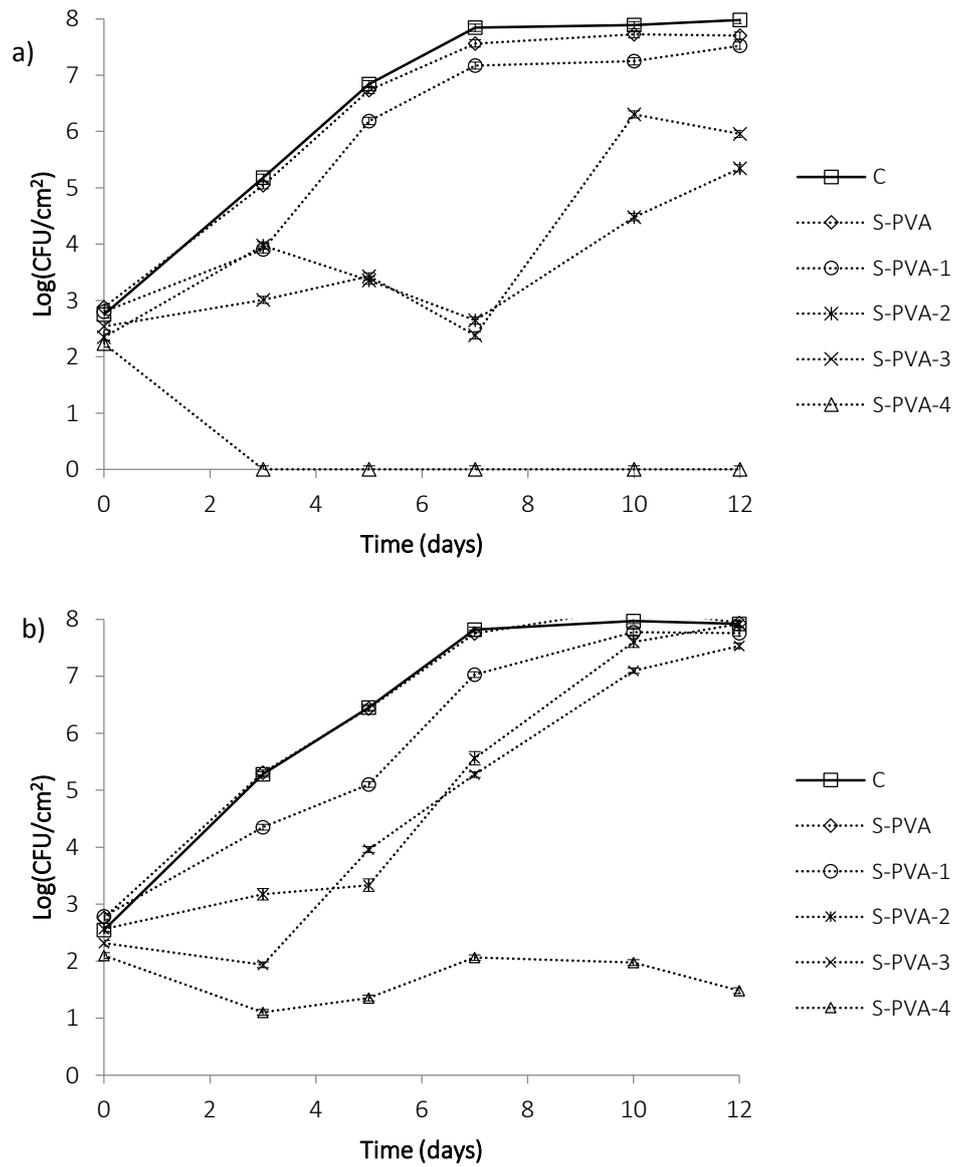 a)
8
7
6
5
4
3
2
1
0
Log(CFU/cm²)
0 2 4 6 8 10 12
Time (days)
C
S-PVA
S-PVA-1
S-PVA-2
S-PVA-3
S-PVA-4
b)
8
7
6
5
4
3
2
1
0
Log(CFU/cm²)
0 2 4 6 8 10 12
Time (days)
C
S-PVA
S-PVA-1
S-PVA-2
S-PVA-3
S-PVA-4